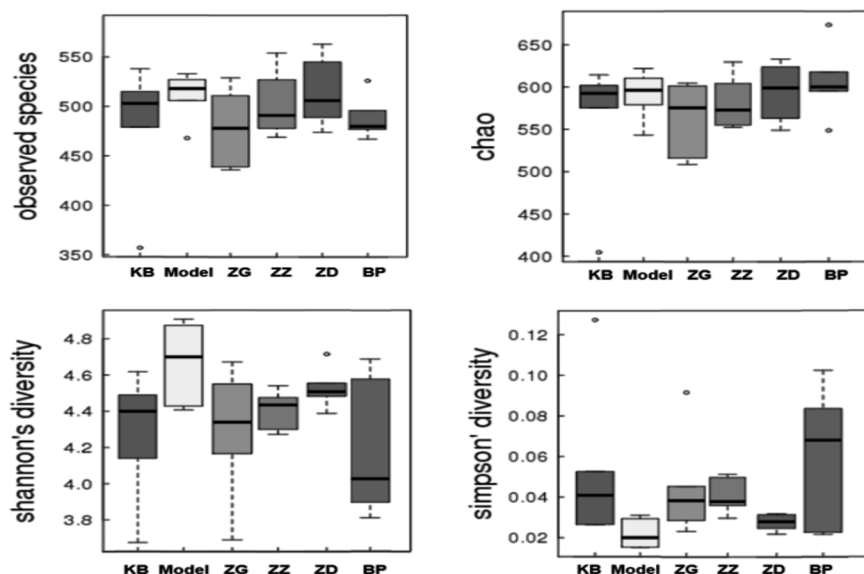 observed species
550
500
450
400
350
KB Model ZG ZZ ZD BP
chao
650
600
550
500
450
400
KB Model ZG ZZ ZD BP
shannon's diversity
4.8
4.6
4.4
4.2
4.0
3.8
KB Model ZG ZZ ZD BP
simpson' diversity
0.12
0.10
0.08
0.06
0.04
0.02
KB Model ZG ZZ ZD BP